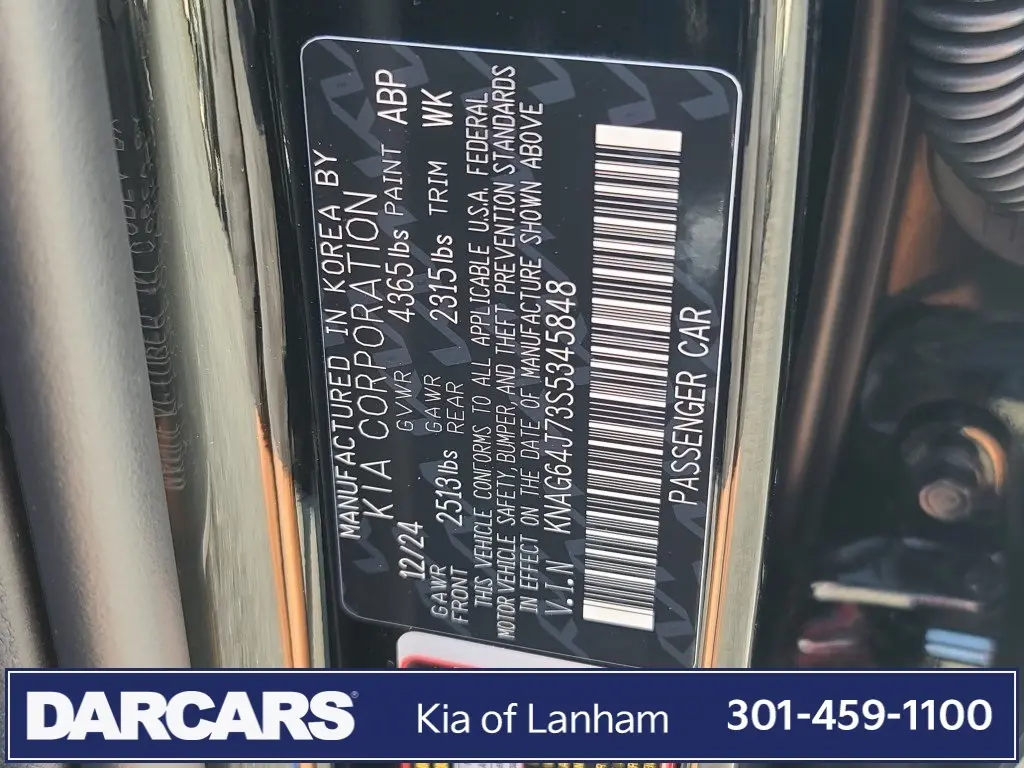 MANUFACTURED IN KOREA BY
KIA CORPORATION
12/24 GVWR 4365lbs PAINT ABP
GAWR FRONT 2513lbs GAWR REAR 2315lbs TRIM WK
THIS VEHICLE CONFORMS TO ALL APPLICABLE U.S.A. FEDERAL
MOTOR VEHICLE SAFETY, BUMPER, AND THEFT PREVENTION STANDARDS
IN EFFECT ON THE DATE OF MANUFACTURE SHOWN ABOVE
V.I.N KNAG64J73S5345848
PASSENGER CAR
DARCARS® Kia of Lanham 301-459-1100